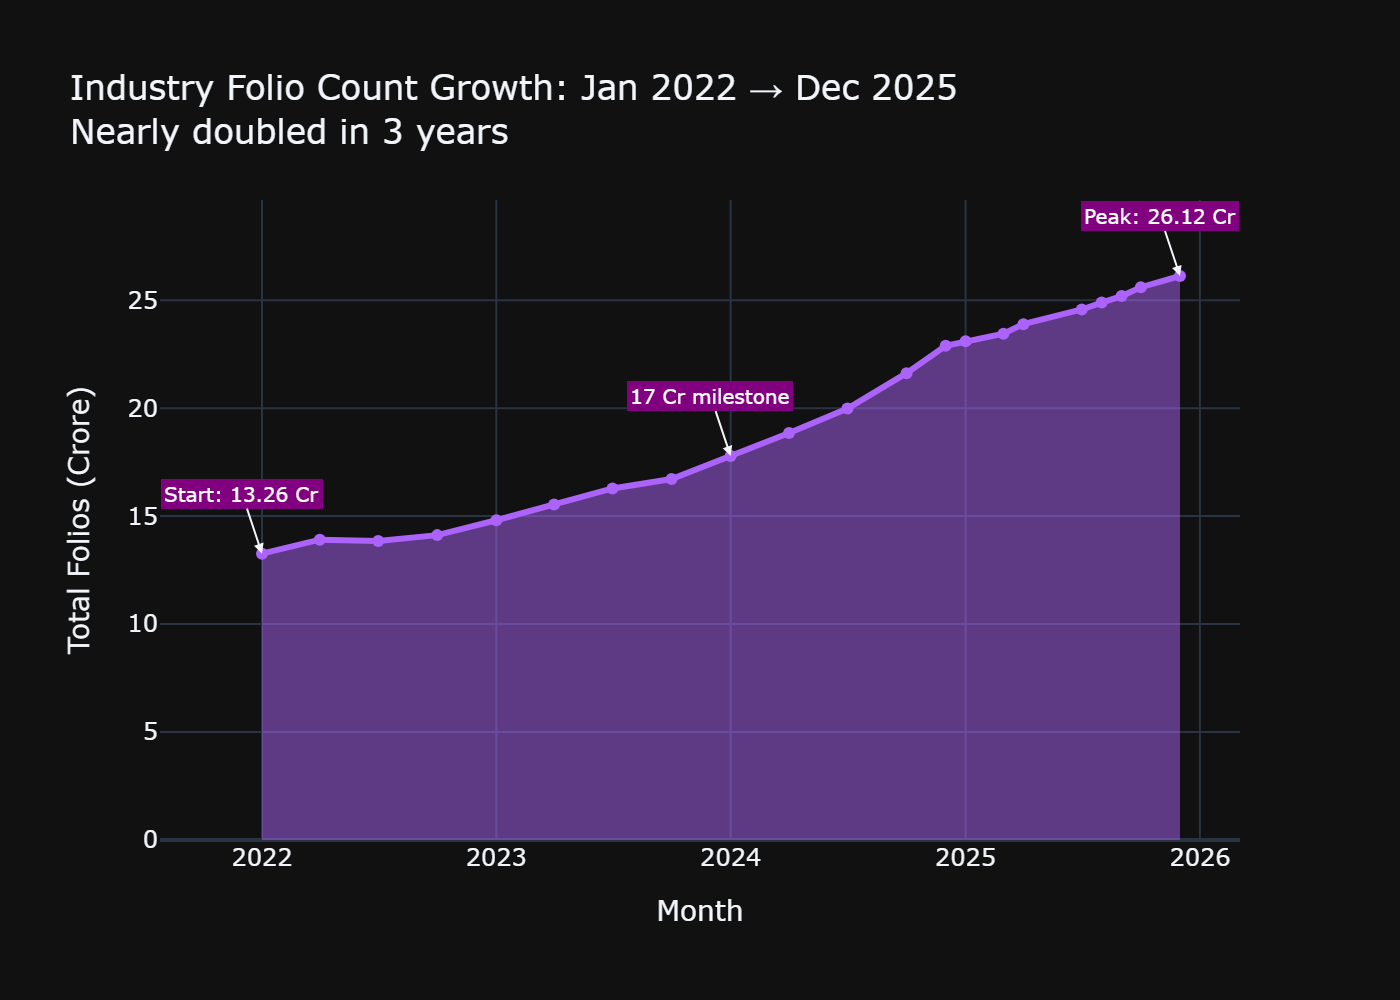 Industry Folio Count Growth: Jan 2022 → Dec 2025
Nearly doubled in 3 years
Peak: 26.12 Cr
17 Cr milestone
Start: 13.26 Cr
Total Folios (Crore)
25
20
15
10
5
0
2022 2023 2024 2025 2026
Month